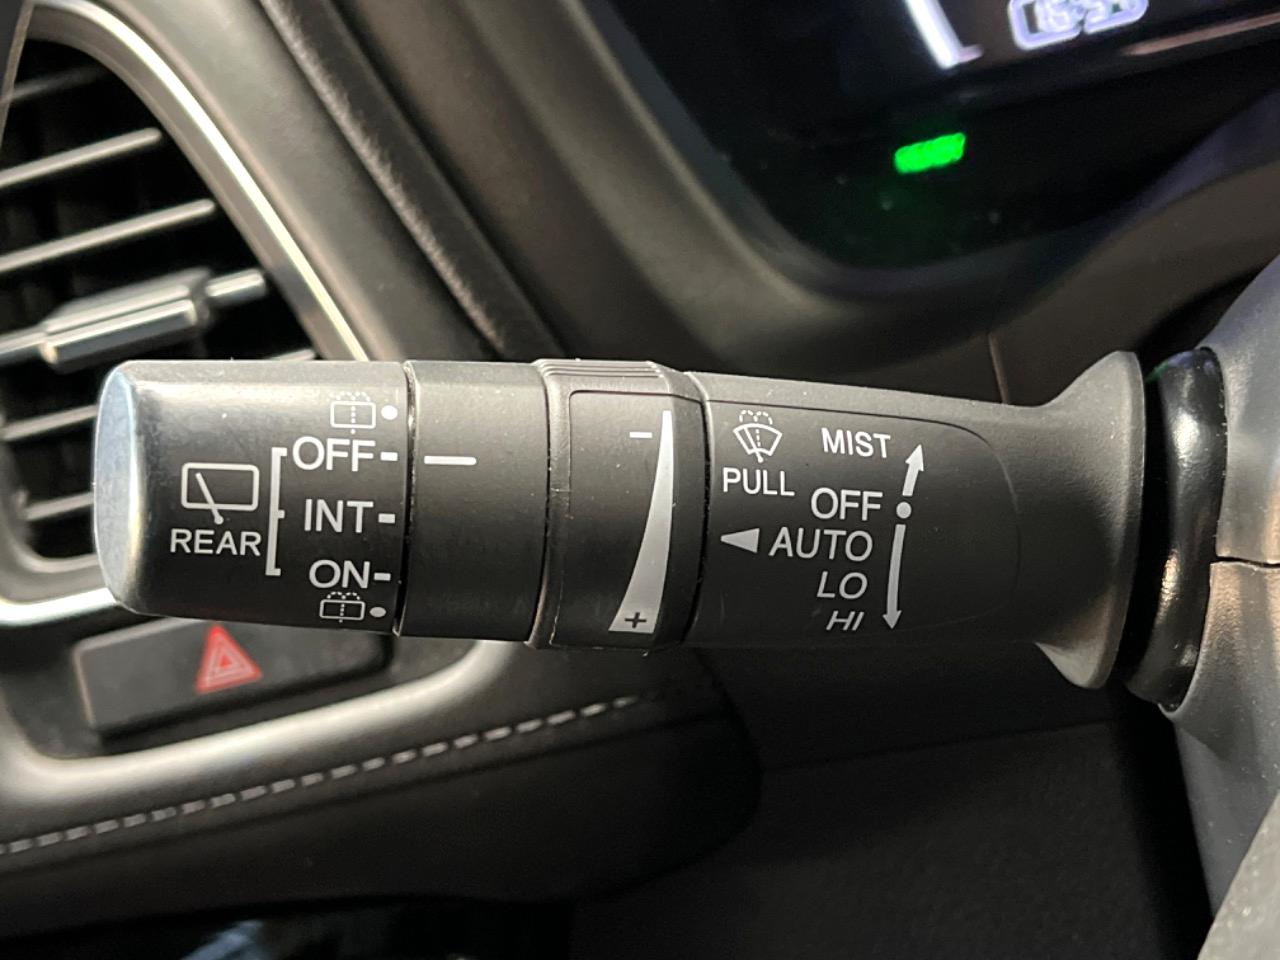 REAR
OFF
INT
ON
-
+
PULL
MIST
OFF
AUTO
LO
HI